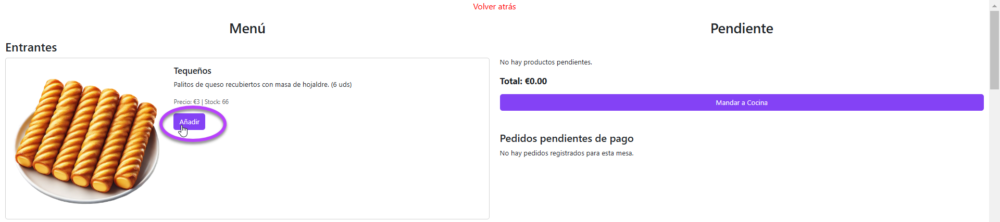 Volver atrás
Menú
Entrantes
Tequeños
Palitos de queso recubiertos con masa de hojaldre. (6 uds)
Precio: €3 | Stock: 66
Añadir
Pendiente
No hay productos pendientes.
Total: €0.00
Mandar a Cocina
Pedidos pendientes de pago
No hay pedidos registrados para esta mesa.